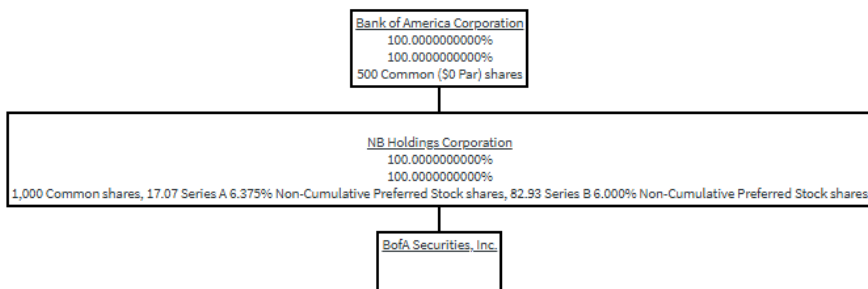 Bank of America Corporation
100.0000000000%
100.0000000000%
500 Common ($0 Par) shares
NB Holdings Corporation
100.0000000000%
100.0000000000%
1,000 Common shares, 17.07 Series A 6.375% Non-Cumulative Preferred Stock shares, 82.93 Series B 6.000% Non-Cumulative Preferred Stock shares
BofA Securities, Inc.